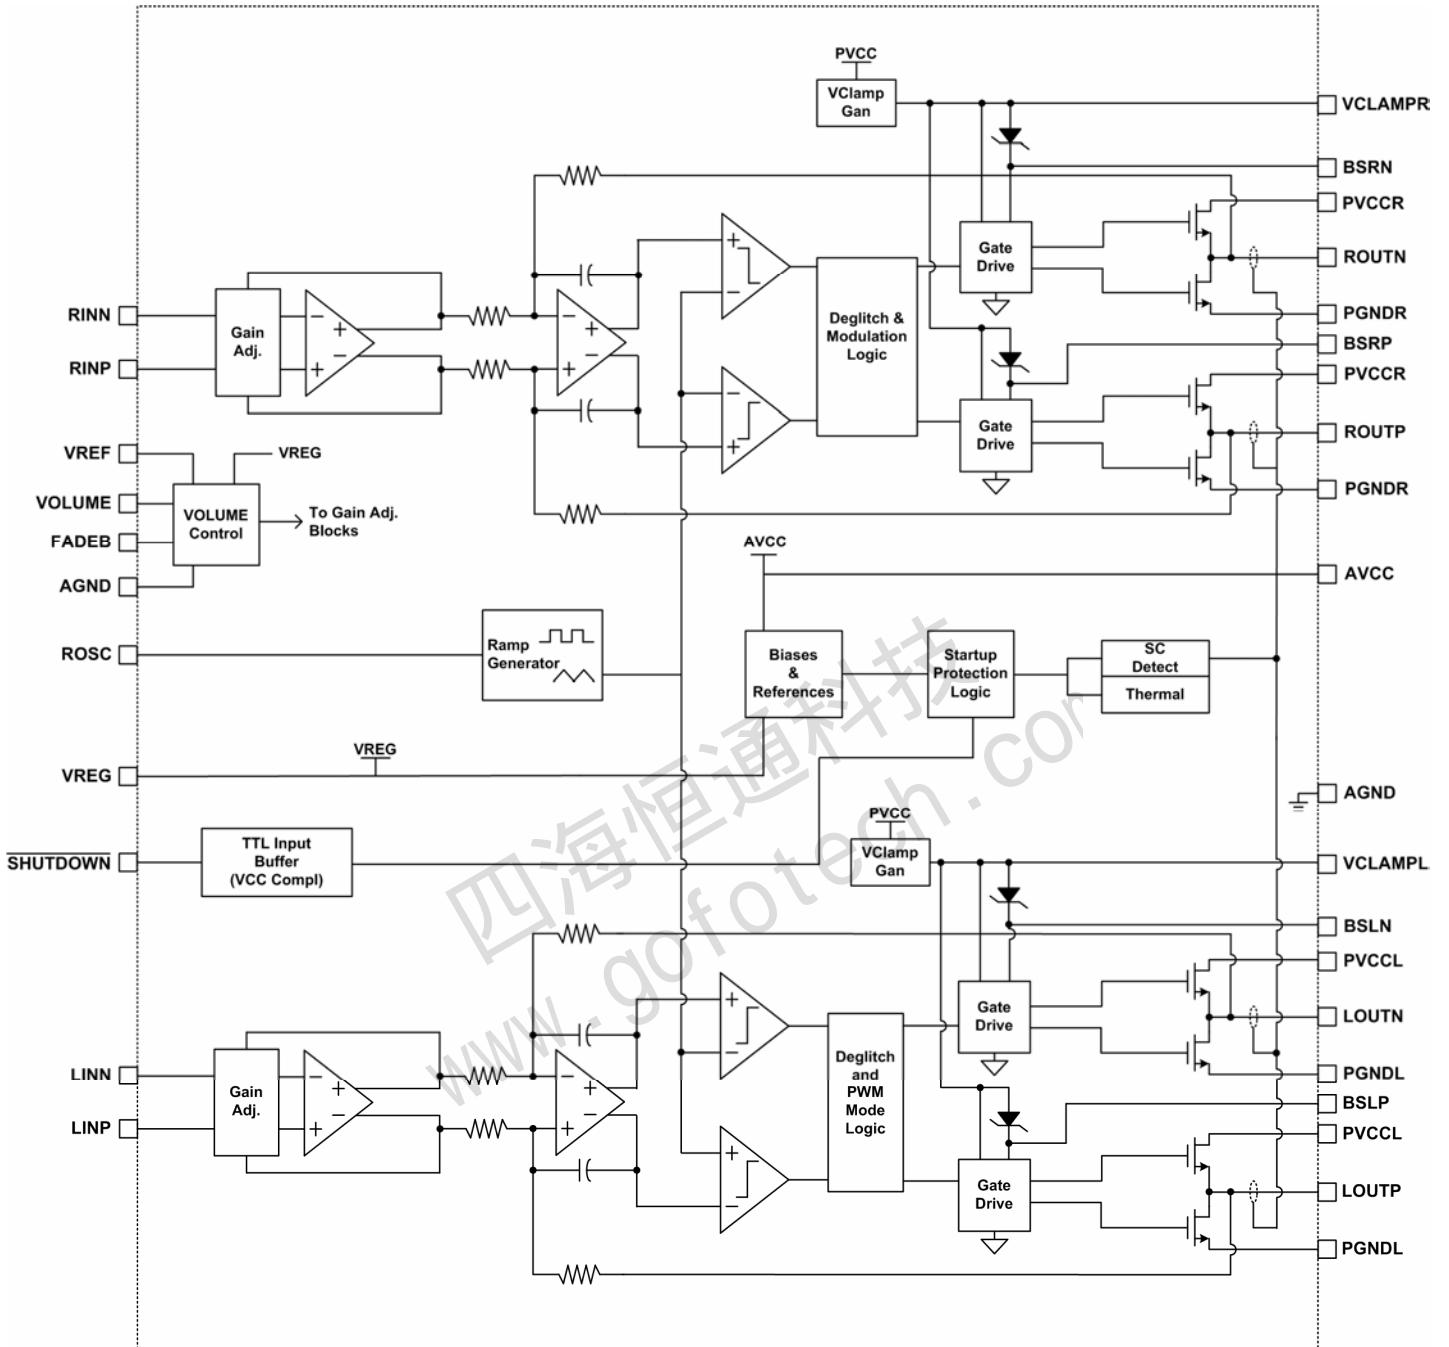 PVCC
VClamp
Gan
VCLAMPR
BSRN
PVCCR
Gate
Drive
ROUTN
RINN
Gain
Adj.
RINP
Deglitch &
Modulation
Logic
PGNDR
BSRP
PVCCR
Gate
Drive
ROUTP
PGNDR
VREF
VREG
VOLUME
VOLUME
Control
To Gain Adj.
Blocks
FADEB
AGND
AVCC
AVCC
ROSC
Ramp
Generator
Biases
&
References
Startup
Protection
Logic
SC
Detect
Thermal
VREG
VREG
AGND
SHUTDOWN
TTL Input
Buffer
(VCC Compl)
PVCC
VClamp
Gan
VCLAMPL
BSLN
PVCCL
Gate
Drive
LOUTN
LINN
Gain
Adj.
LINP
Deglitch
and
PWM
Mode
Logic
PGNDL
BSLP
PVCCL
Gate
Drive
LOUTP
PGNDL
四海恒通科技
www.gofotech.com